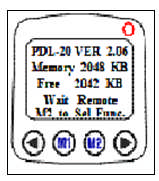 PDL-20 VER 2.06
Memory 2048 KB
Free 2042 KB
Wait Remote
M2 to Sel Func.
M1 M2